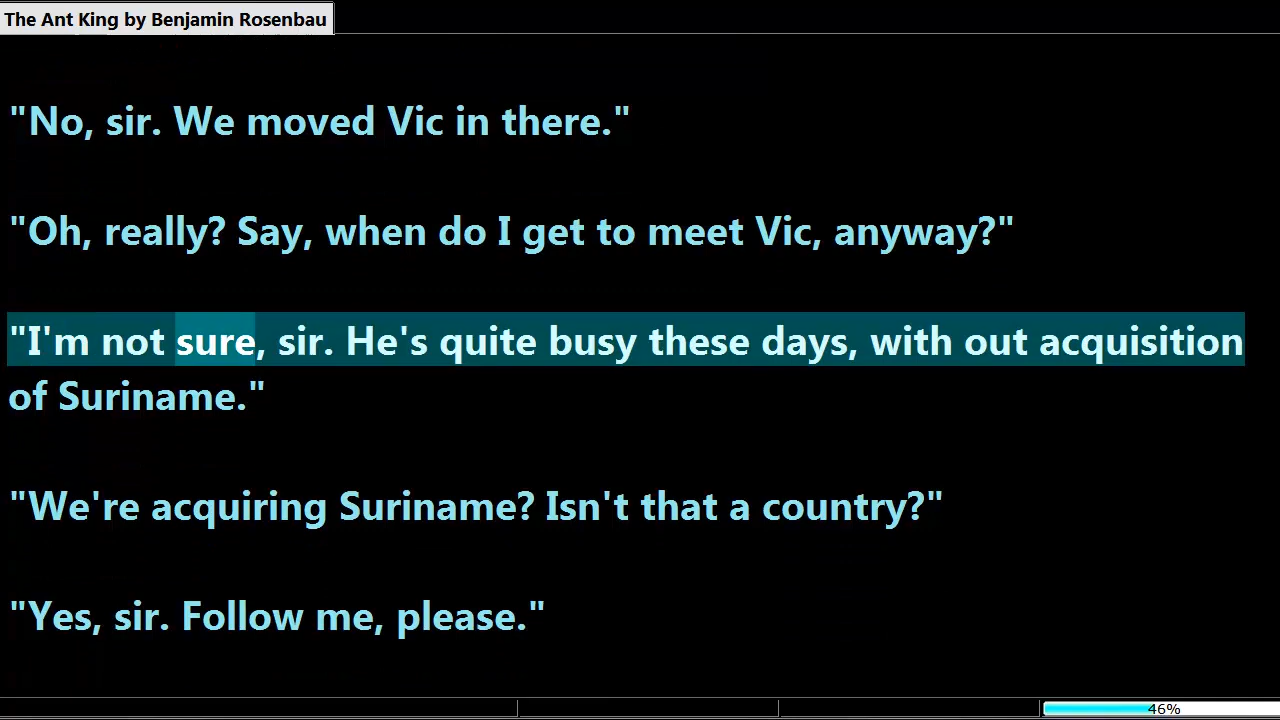 The Ant King by Benjamin Rosenbau
"No, sir. We moved Vic in there."
"Oh, really? Say, when do I get to meet Vic, anyway?"
"I'm not sure, sir. He's quite busy these days, with out acquisition
of Suriname."
"We're acquiring Suriname? Isn't that a country?"
"Yes, sir. Follow me, please."
46%